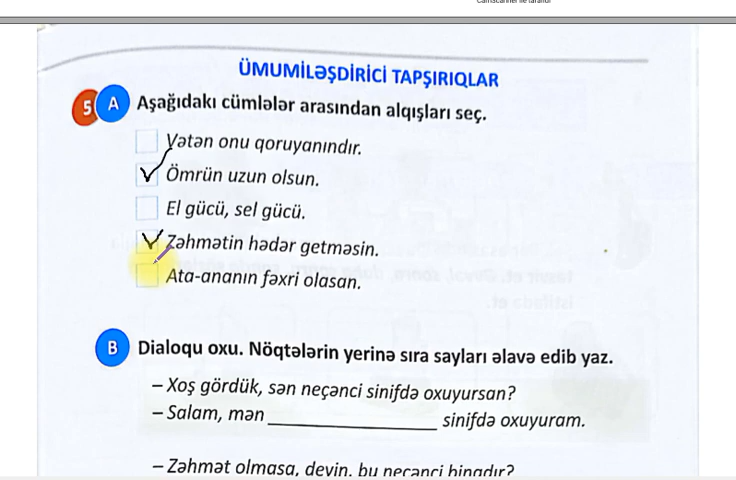 ÜMUMİLƏŞDİRİCİ TAPŞIRIQLAR
5 A Aşağıdakı cümlələr arasından alqışları seç.
Vətən onu qoruyanındır.
Ömrün uzun olsun.
El gücü, sel gücü.
Zəhmətin hədər getməsin.
Ata-ananın fəxri olasan.
B Dialoqu oxu. Nöqtələrin yerinə sıra sayları əlavə edib yaz.
– Xoş gördük, sən neçənci sinifdə oxuyursan?
– Salam, mən ____________ sinifdə oxuyuram.
– Zəhmət olmasa, deyin, bu neçənci binadır?